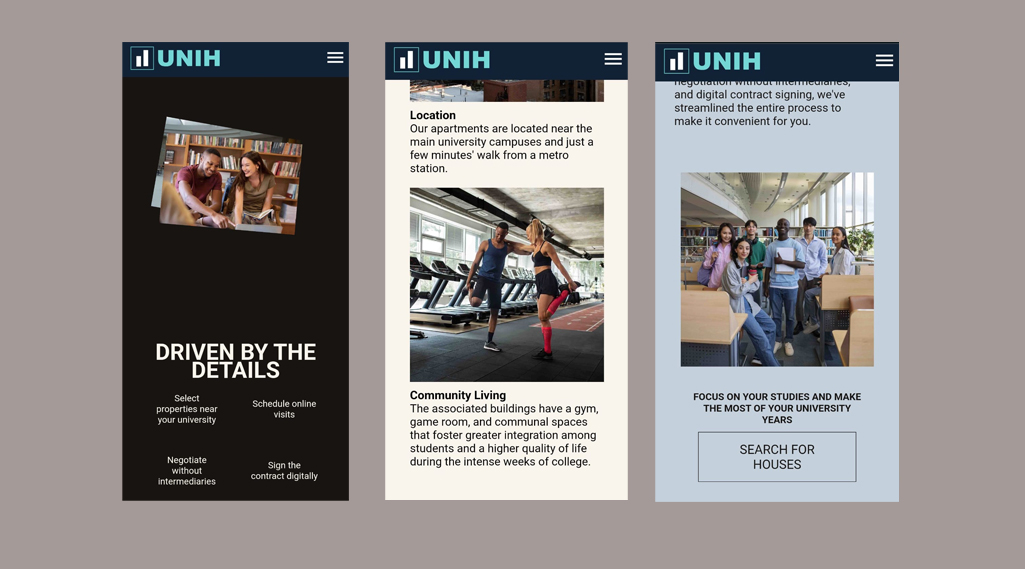 UNIH
DRIVEN BY THE
DETAILS
Select
properties near
your university
Schedule online
visits
Negotiate
without
intermediaries
Sign the
contract digitally
UNIH
Location
Our apartments are located near the
main university campuses and just a
few minutes' walk from a metro
station.
Community Living
The associated buildings have a gym,
game room, and communal spaces
that foster greater integration among
students and a higher quality of life
during the intense weeks of college.
UNIH
negotiation without intermediaries,
and digital contract signing, we've
streamlined the entire process to
make it convenient for you.
FOCUS ON YOUR STUDIES AND MAKE
THE MOST OF YOUR UNIVERSITY
YEARS
SEARCH FOR
HOUSES